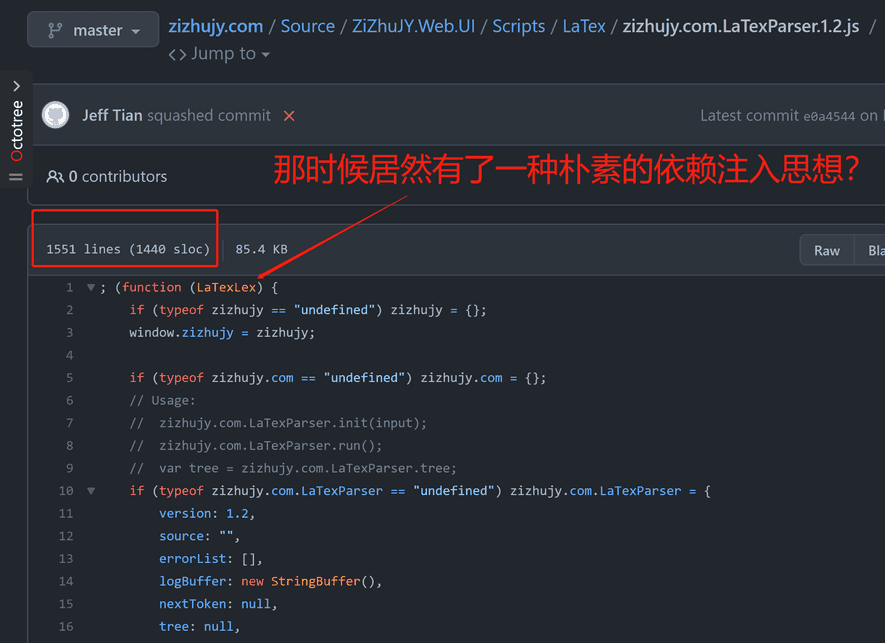 master
zizhujy.com / Source / ZiZhuJY.Web.UI / Scripts / LaTex / zizhujy.com.LaTexParser.1.2.js /
<> Jump to
Octotree
Jeff Tian squashed commit
Latest commit e0a4544 on
0 contributors
那时候居然有了一种朴素的依赖注入思想?
1551 lines (1440 sloc)
85.4 KB
Raw
1 ; (function (LaTexLex) {
2 if (typeof zizhujy == "undefined") zizhujy = {};
3 window.zizhujy = zizhujy;
4
5 if (typeof zizhujy.com == "undefined") zizhujy.com = {};
6 // Usage:
7 // zizhujy.com.LaTexParser.init(input);
8 // zizhujy.com.LaTexParser.run();
9 // var tree = zizhujy.com.LaTexParser.tree;
10 if (typeof zizhujy.com.LaTexParser == "undefined") zizhujy.com.LaTexParser = {
11 version: 1.2,
12 source: "",
13 errorList: [],
14 logBuffer: new StringBuffer(),
15 nextToken: null,
16 tree: null,